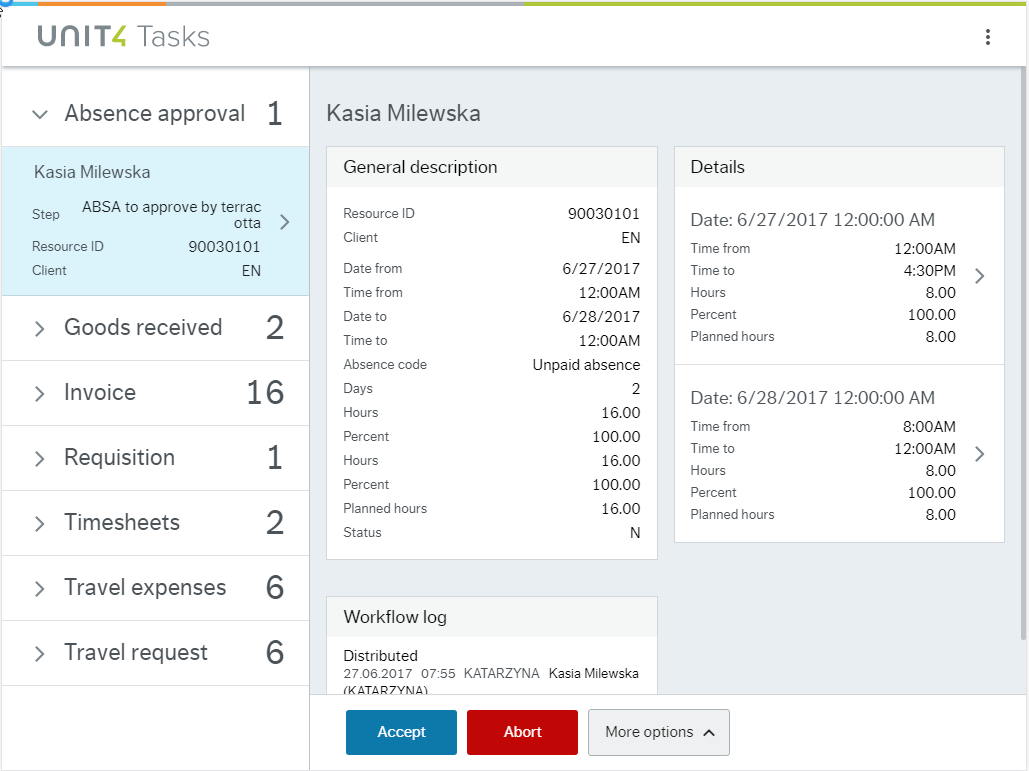 UNIT4 Tasks
Absence approval 1
Kasia Milewska
Step ABSA to approve by terrac
otta
Resource ID 90030101
Client EN
Goods received 2
Invoice 16
Requisition 1
Timesheets 2
Travel expenses 6
Travel request 6
Kasia Milewska
General description
Resource ID 90030101
Client EN
Date from 6/27/2017
Time from 12:00AM
Date to 6/28/2017
Time to 12:00AM
Absence code Unpaid absence
Days 2
Hours 16.00
Percent 100.00
Hours 16.00
Percent 100.00
Planned hours 16.00
Status N
Details
Date: 6/27/2017 12:00:00 AM
Time from 12:00AM
Time to 4:30PM
Hours 8.00
Percent 100.00
Planned hours 8.00
Date: 6/28/2017 12:00:00 AM
Time from 8:00AM
Time to 12:00AM
Hours 8.00
Percent 100.00
Planned hours 8.00
Workflow log
Distributed
27.06.2017 07:55 KATARZYNA Kasia Milewska
(KATARZYNA)
Accept
Abort
More options